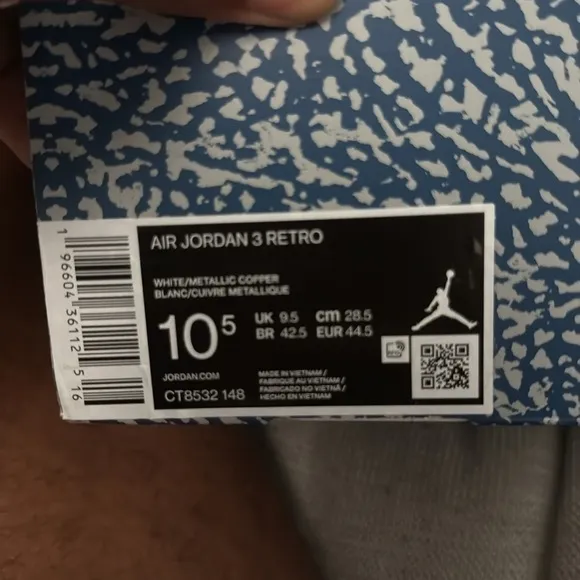 AIR JORDAN 3 RETRO
WHITE/METALLIC COPPER
BLANC/CUIVRE METALLIQUE
10.5
UK 9.5 cm 28.5
BR 42.5 EUR 44.5
JORDAN.COM
CT8532 148
MADE IN VIETNAM /
FABRIQUE AU VIETNAM /
FABRICADO NO VIETNÃ /
HECHO EN VIETNAM
1 96604 36112 5 16